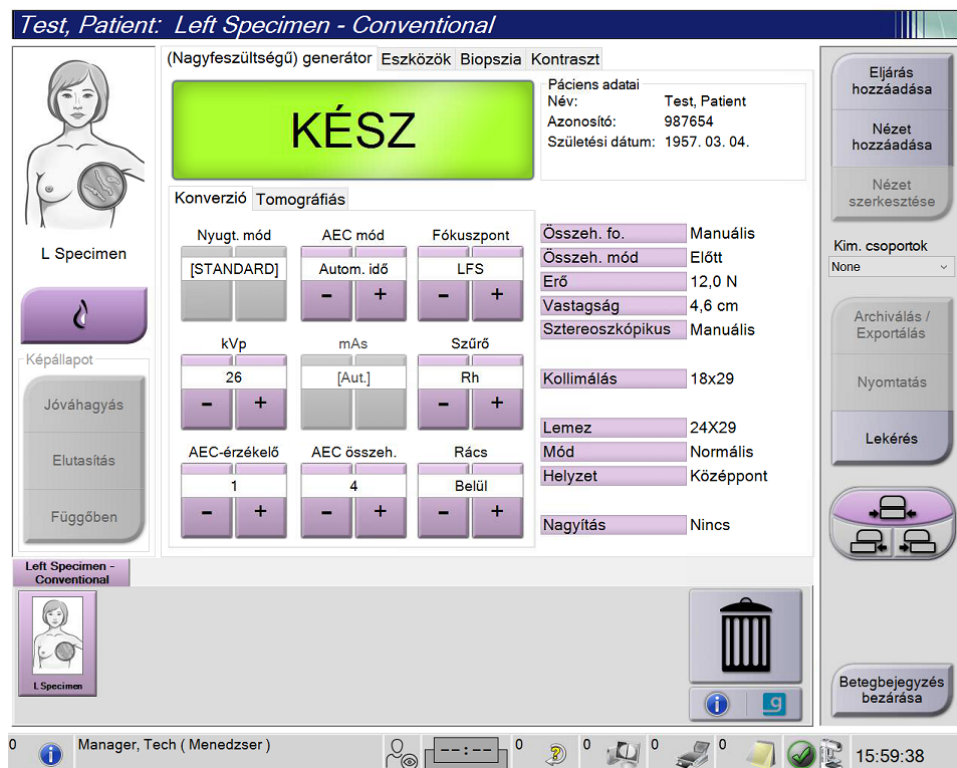 Test, Patient: Left Specimen - Conventional
(Nagyfeszültségű) generátor Eszközök Biopszia Kontraszt
KÉSZ
Páciens adatai
Név: Test, Patient
Azonosító: 987654
Születési dátum: 1957. 03. 04.
L Specimen
Képállapot
Jóváhagyás
Elutasítás
Függőben
Konverzió Tomográfiás
Nyugt. mód AEC mód Fókuszpont
[STANDARD] Autom. idő LFS
- + - +
kVp mAs Szűrő
26 [Aut.] Rh
- + - +
AEC-érzékelő AEC összeh. Rács
1 4 Belül
- + - + - +
Összeh. fo. Manuális
Összeh. mód Előtt
Erő 12,0 N
Vastagság 4,6 cm
Sztereoszkópikus Manuális
Kollimálás 18x29
Lemez 24X29
Mód Normális
Helyzet Középpont
Nagyítás Nincs
Eljárás
hozzáadása
Nézet
hozzáadása
Nézet
szerkesztése
Kim. csoportok
None
Archiválás /
Exportálás
Nyomtatás
Lekérés
Betegbejegyzés
bezárása
Left Specimen -
Conventional
L Specimen
i g
0 i Manager, Tech ( Menedzser ) --:-- 0 ? 0 0 0 15:59:38